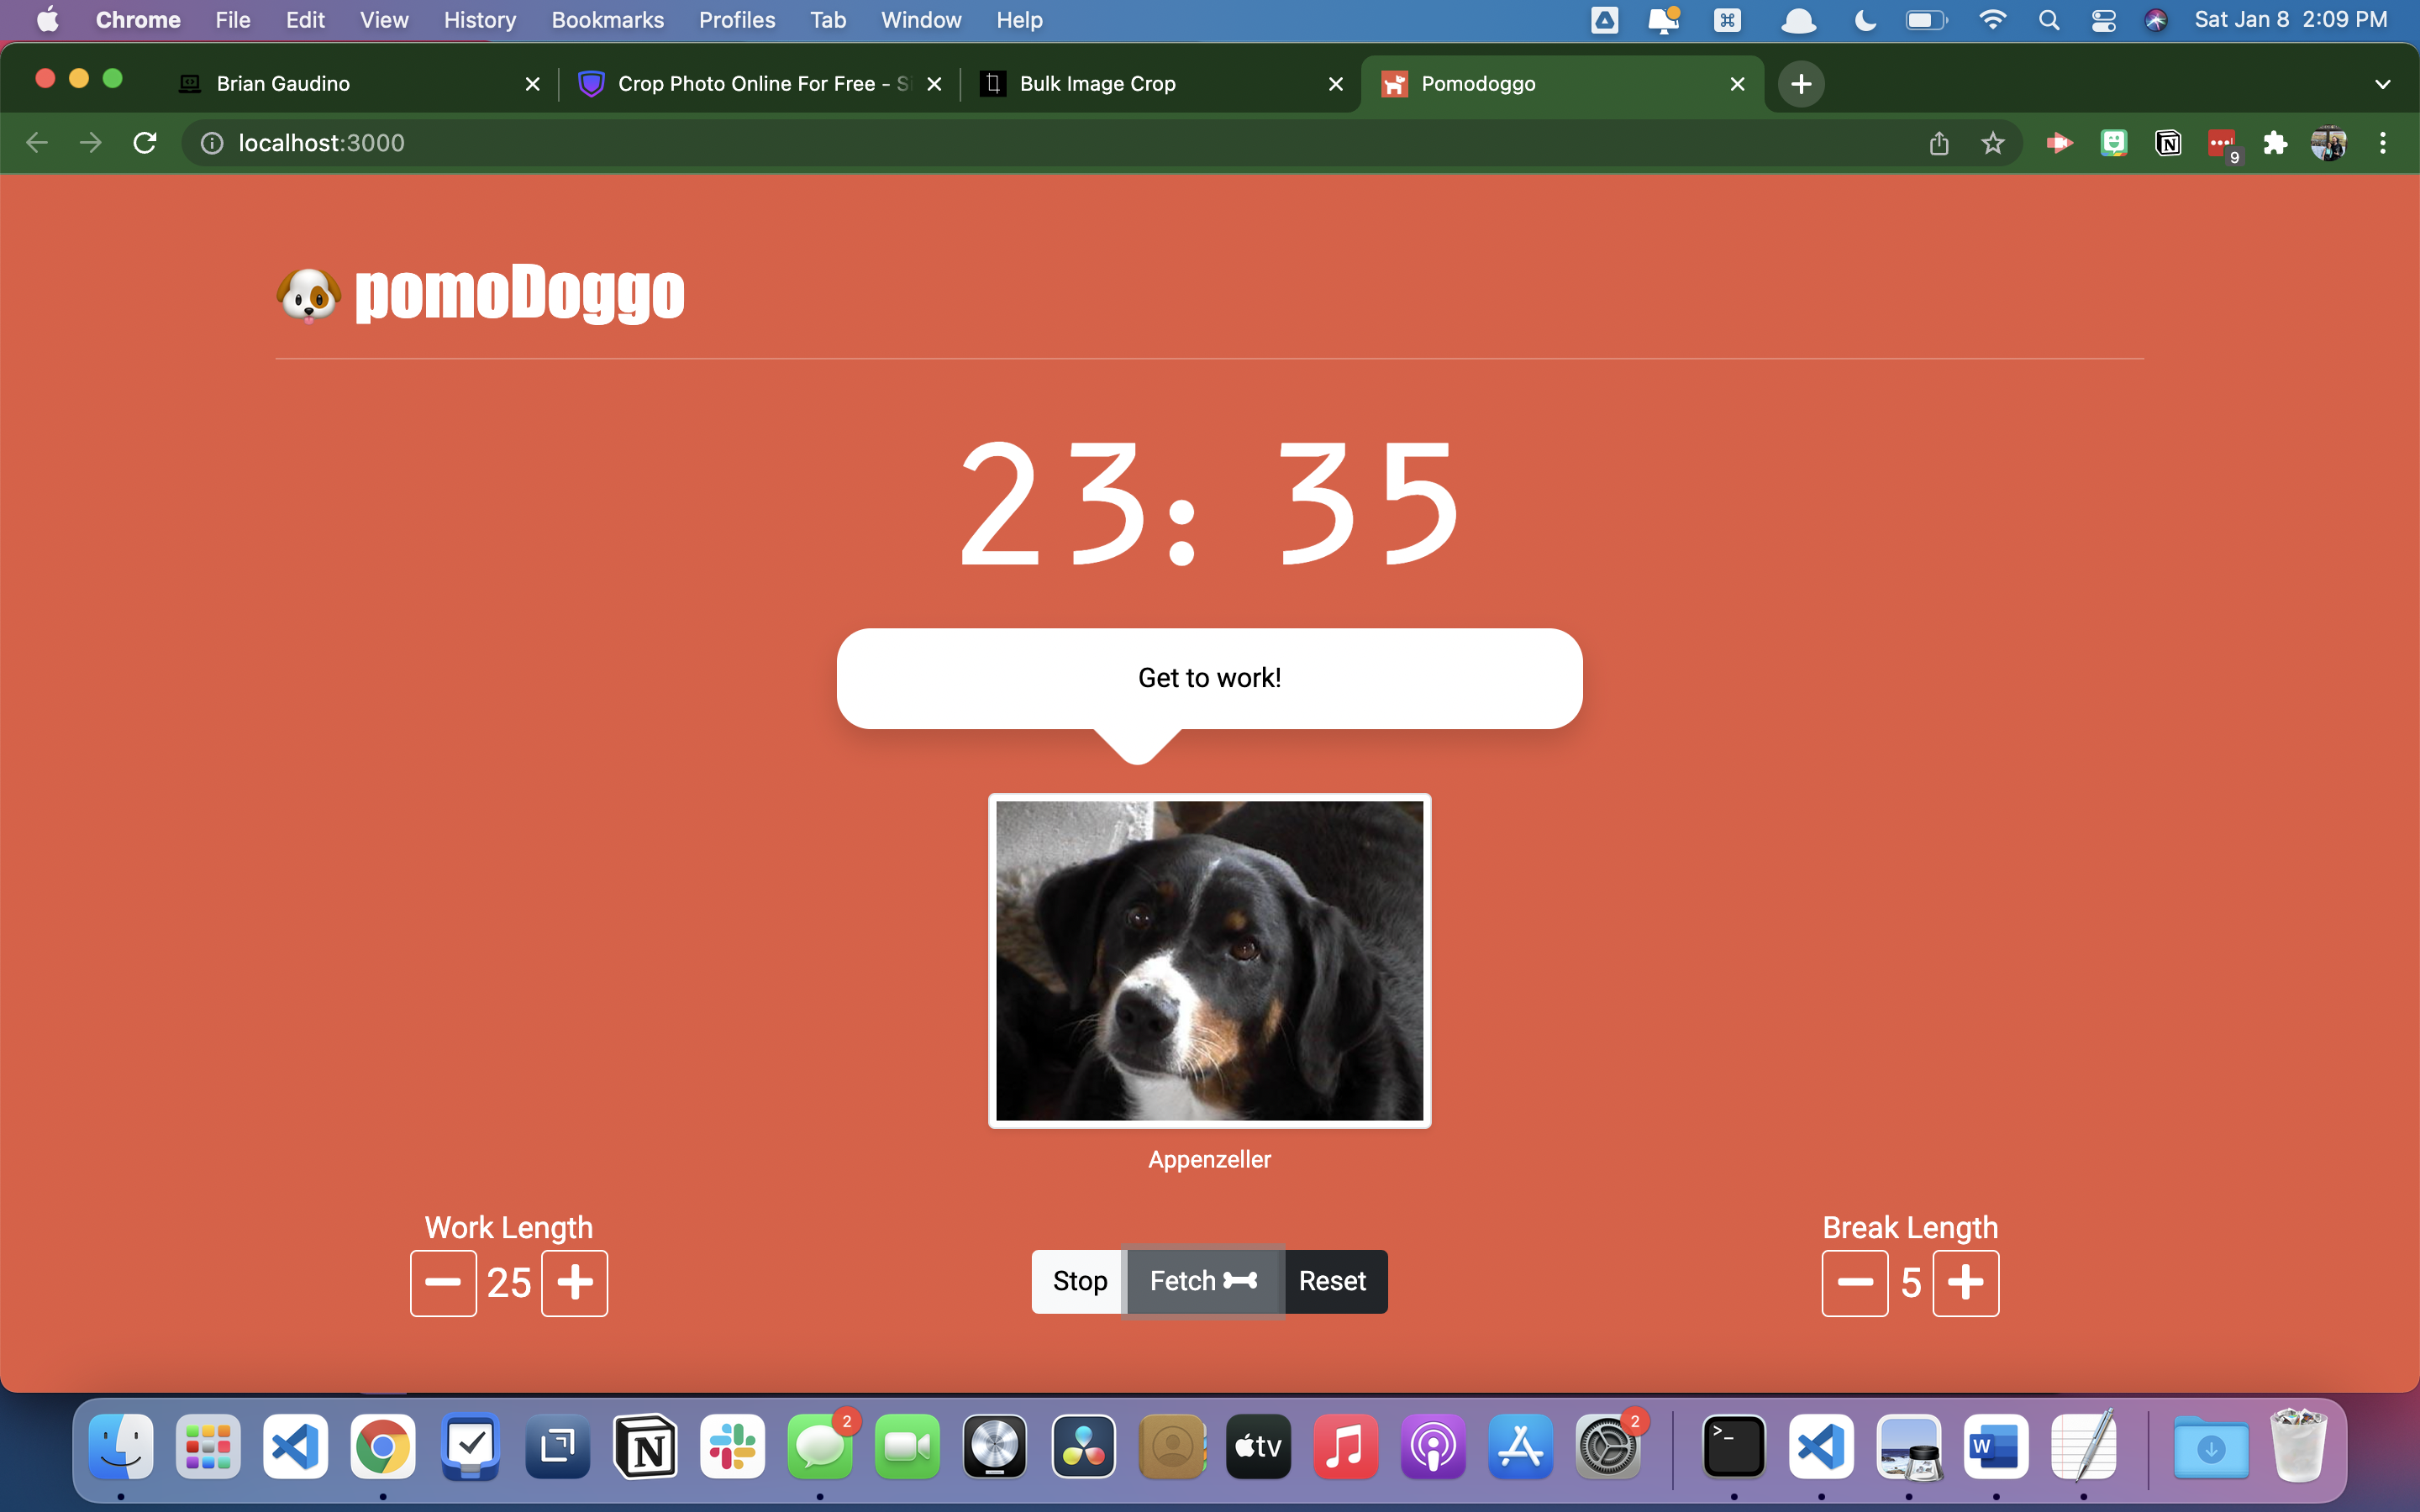 Chrome File Edit View History Bookmarks Profiles Tab Window Help Sat Jan 8 2:09 PM
Brian Gaudino Crop Photo Online For Free - S Bulk Image Crop Pomodoggo
localhost:3000 9
pomoDoggo
23: 35
Get to work!
Appenzeller
Work Length
25
Stop Fetch Reset
Break Length
5
2 tv 2 >_ W